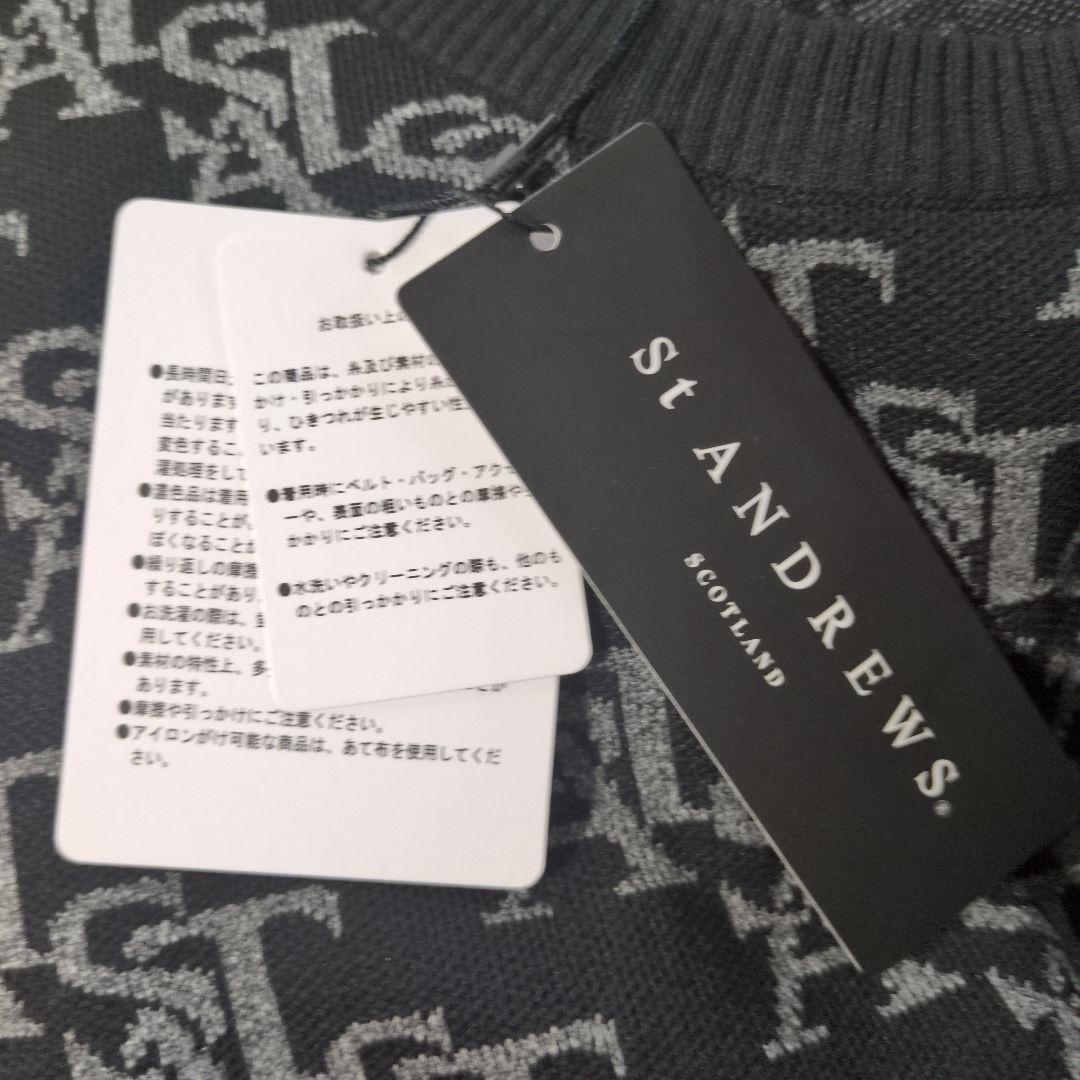 St ANDREWS®
SCOTLAND
お取扱い上の
この商品は、糸及び素材の
かけ・引っかかりにより糸
り、ひきつれが生じやすい性
います。
●着用時にベルト・バッグ・アク
ーや、表面の粗いものとの摩擦や
かかりにご注意ください。
●水洗いやクリーニングの際も、他のも
のとの引っかかりにご注意ください。
●長時間
があります
当たります
変色するこ
濯処理をして
●濃色品は着用
りすることが
ぽくなることが
●繰り返しの摩擦
することがあり
●お洗濯の際は、
用してください。
●素材の特性上、多
あります。
●摩擦や引っかけにご注意ください。
●アイロンがけ可能な商品は、あて布を使用してくだ
さい。